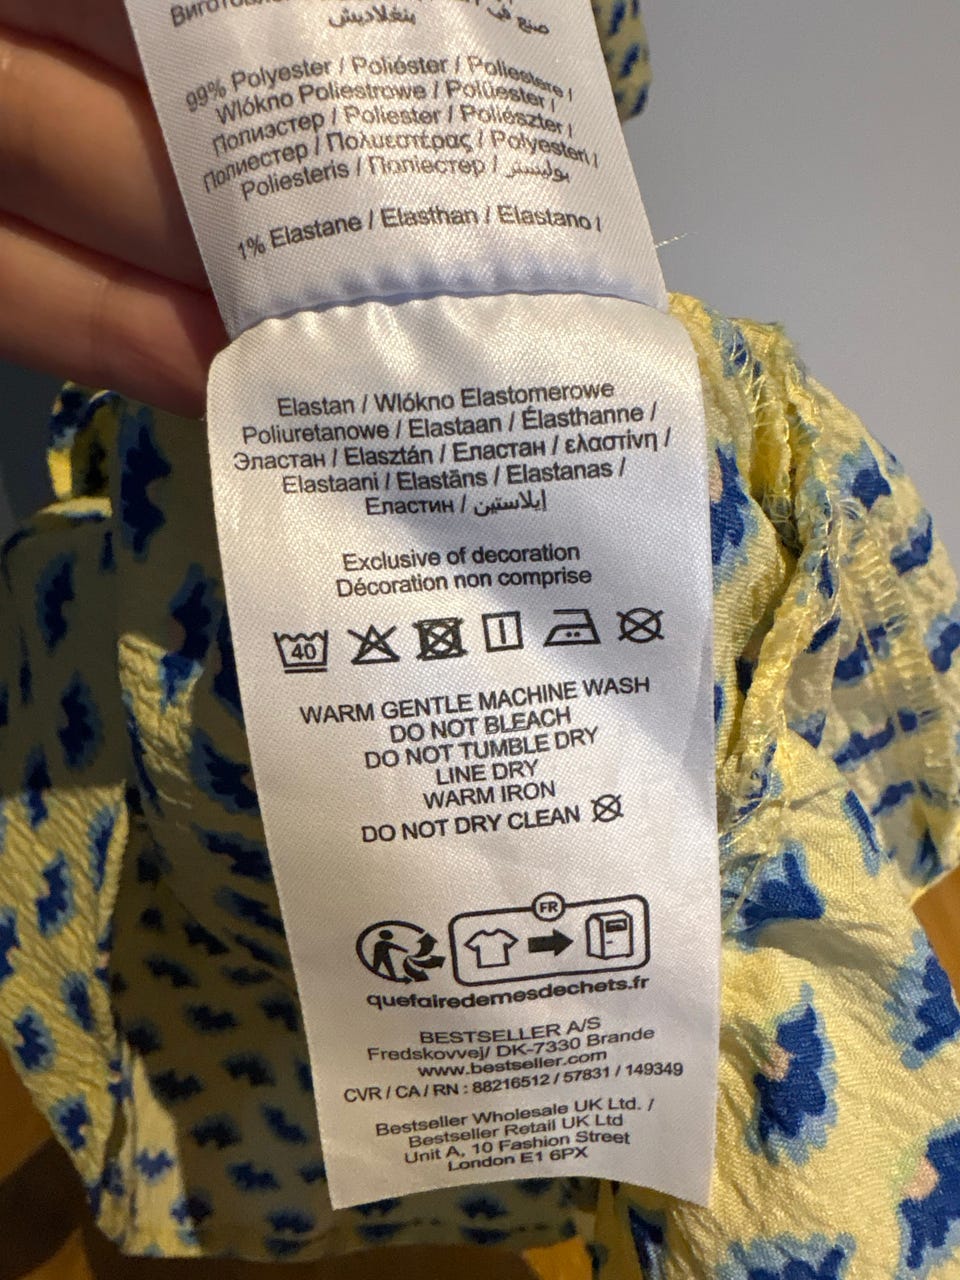 بنغلاديش صنع في
99% Polyester / Poliéster / Poliestere /
Włókno Poliestrowe / Polüester /
Полиэстер / Poliester / Poliészter /
Полиестер / Πολυεστέρας / Polyesteri /
Poliesteris / Поліестер / بوليستر
1% Elastane / Elasthan / Elastano /
Elastan / Włókno Elastomerowe
Poliuretanowe / Elastaan / Élasthanne /
Эластан / Elasztán / Еластан / ελαστίνη /
Elastaani / Elastāns / Elastanas /
Еластин / إيلاستين
Exclusive of decoration
Décoration non comprise
40
WARM GENTLE MACHINE WASH
DO NOT BLEACH
DO NOT TUMBLE DRY
LINE DRY
WARM IRON
DO NOT DRY CLEAN
FR
quefairedemesdechets.fr
BESTSELLER A/S
Fredskovvej/ DK-7330 Brande
www.bestseller.com
CVR / CA / RN : 88216512 / 57831 / 149349
Bestseller Wholesale UK Ltd. /
Bestseller Retail UK Ltd
Unit A, 10 Fashion Street
London E1 6PX